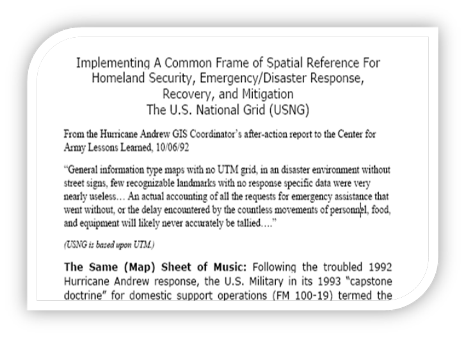 Implementing A Common Frame of Spatial Reference For
Homeland Security, Emergency/Disaster Response,
Recovery, and Mitigation
The U.S. National Grid (USNG)
From the Hurricane Andrew GIS Coordinator's after-action report to the Center for
Army Lessons Learned, 10/06/92
“General information type maps with no UTM grid, in an disaster environment without
street signs, few recognizable landmarks with no response specific data were very
nearly useless… An actual accounting of all the requests for emergency assistance that
went without, or the delay encountered by the countless movements of personnel, food,
and equipment will likely never accurately be tallied….”
(USNG is based upon UTM.)
The Same (Map) Sheet of Music: Following the troubled 1992
Hurricane Andrew response, the U.S. Military in its 1993 “capstone
doctrine” for domestic support operations (FM 100-19) termed the